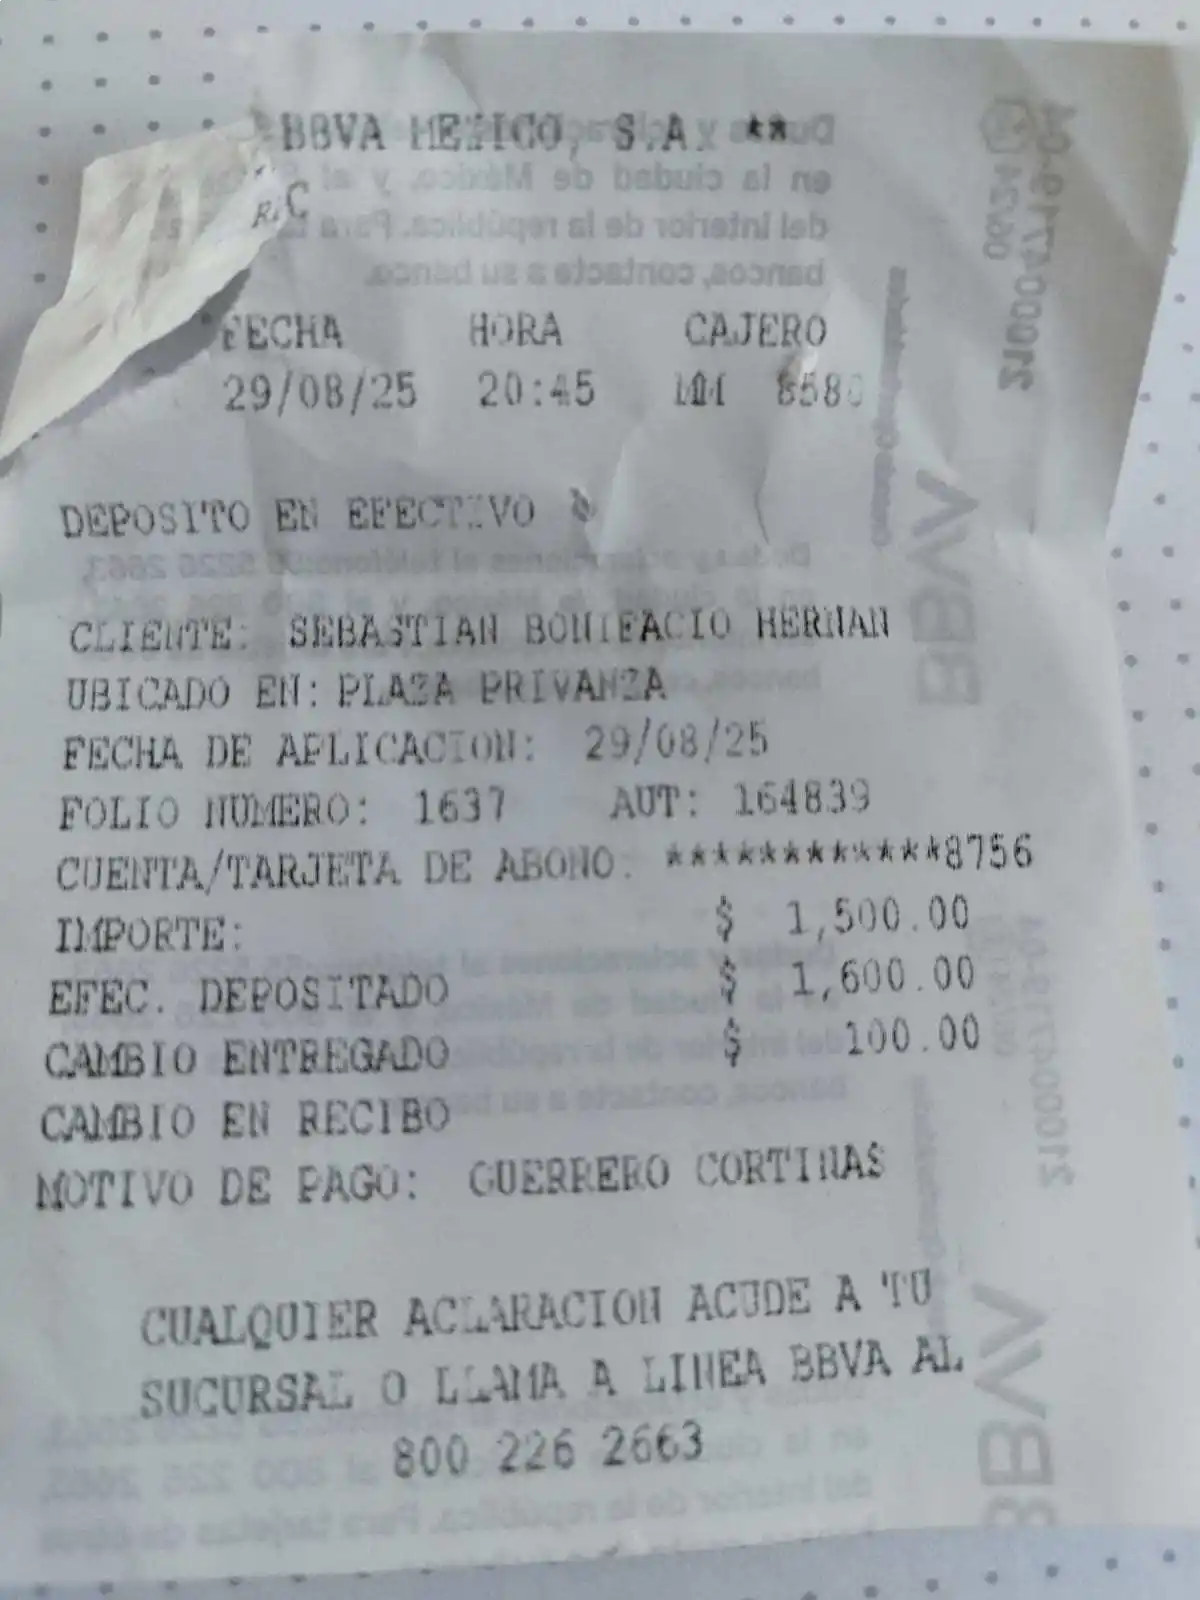 BBVA MEXICO, S.A. **
FECHA HORA CAJERO
29/08/25 20:45
DEPOSITO EN EFECTIVO
CLIENTE: SEBASTIAN BONIFACIO HERNAN
UBICADO EN: PLAZA PRIVANZA
FECHA DE APLICACION: 29/08/25
FOLIO NUMERO: 1637 AUT: 164839
CUENTA/TARJETA DE ABONO: ************8756
IMPORTE: $ 1,500.00
EFEC. DEPOSITADO $ 1,600.00
CAMBIO ENTREGADO $ 100.00
CAMBIO EN RECIBO
MOTIVO DE PAGO: GUERRERO CORTINAS
CUALQUIER ACLARACION ACUDE A TU
SUCURSAL O LLAMA A LINEA BBVA AL
800 226 2663